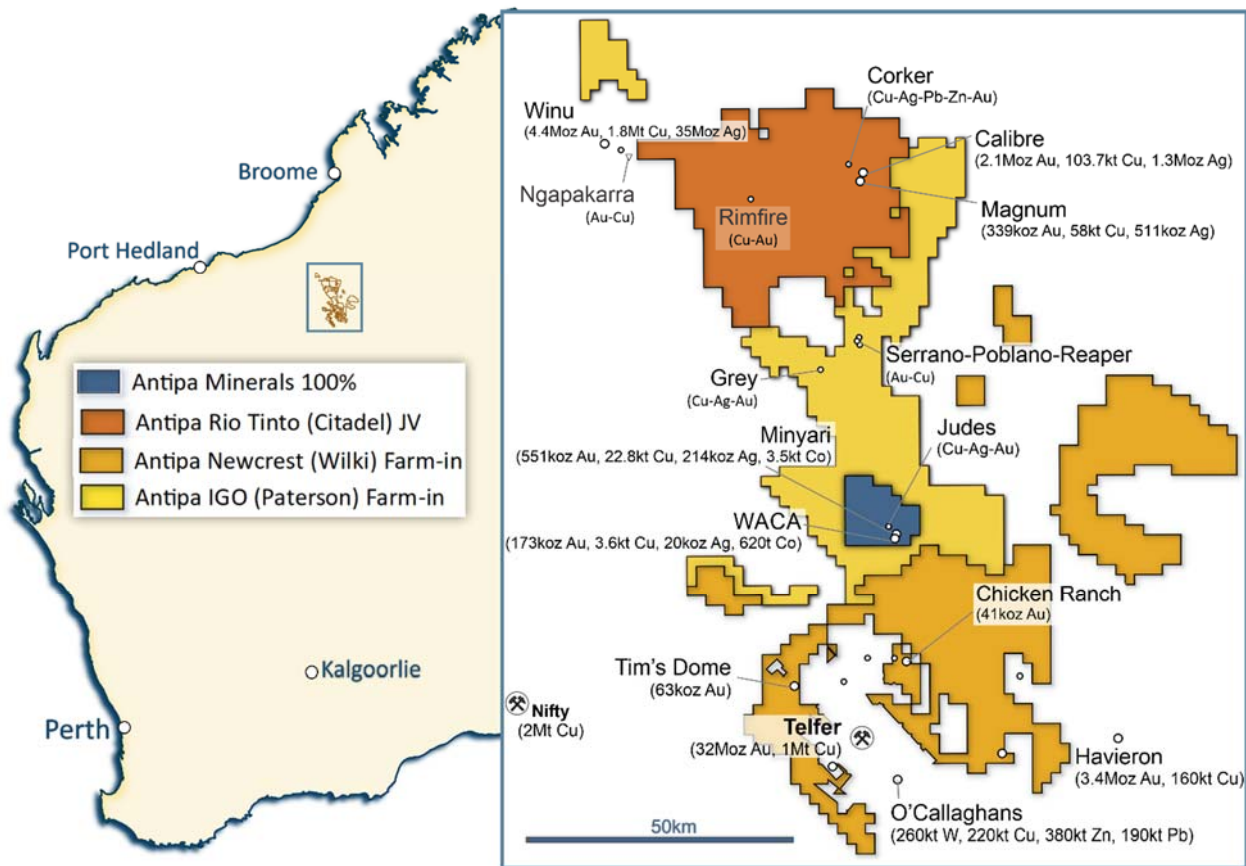 Broome
Port Hedland
Antipa Minerals 100%
Antipa Rio Tinto (Citadel) JV
Antipa Newcrest (Wilki) Farm-in
Antipa IGO (Paterson) Farm-in
Kalgoorlie
Perth
Winu
(4.4Moz Au, 1.8Mt Cu, 35Moz Ag)
Ngapakarra
(Au-Cu)
Rimfire
(Cu-Au)
Corker
(Cu-Ag-Pb-Zn-Au)
Calibre
(2.1Moz Au, 103.7kt Cu, 1.3Moz Ag)
Magnum
(339koz Au, 58kt Cu, 511koz Ag)
Serrano-Poblano-Reaper
(Au-Cu)
Grey
(Cu-Ag-Au)
Judes
(Cu-Ag-Au)
Minyari
(551koz Au, 22.8kt Cu, 214koz Ag, 3.5kt Co)
WACA
(173koz Au, 3.6kt Cu, 20koz Ag, 620t Co)
Chicken Ranch
(41koz Au)
Tim's Dome
(63koz Au)
Nifty
(2Mt Cu)
Telfer
(32Moz Au, 1Mt Cu)
Havieron
(3.4Moz Au, 160kt Cu)
O'Callaghans
(260kt W, 220kt Cu, 380kt Zn, 190kt Pb)
50km